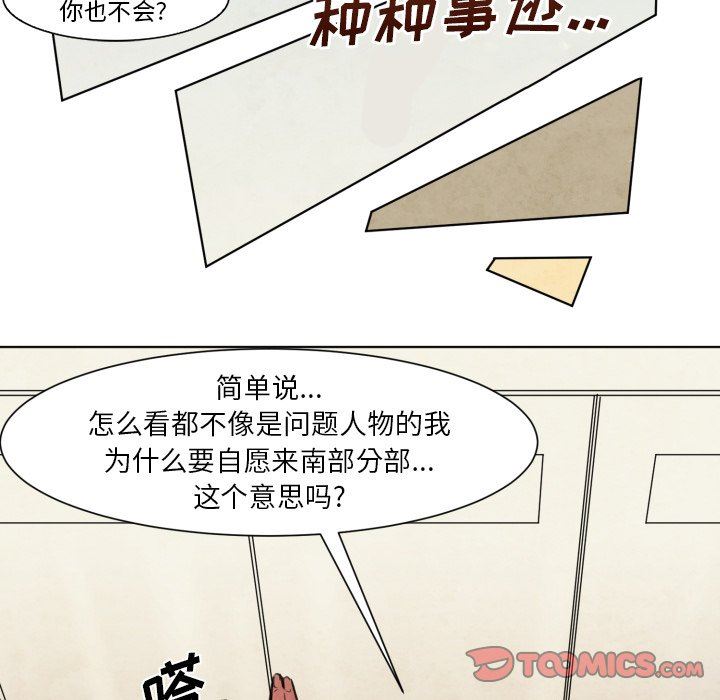 你也不会?
种种事迹...
简单说...
怎么看都不像是问题人物的我
为什么要自愿来南部分部...
这个意思吗?
嗒
TOOMICS.COM